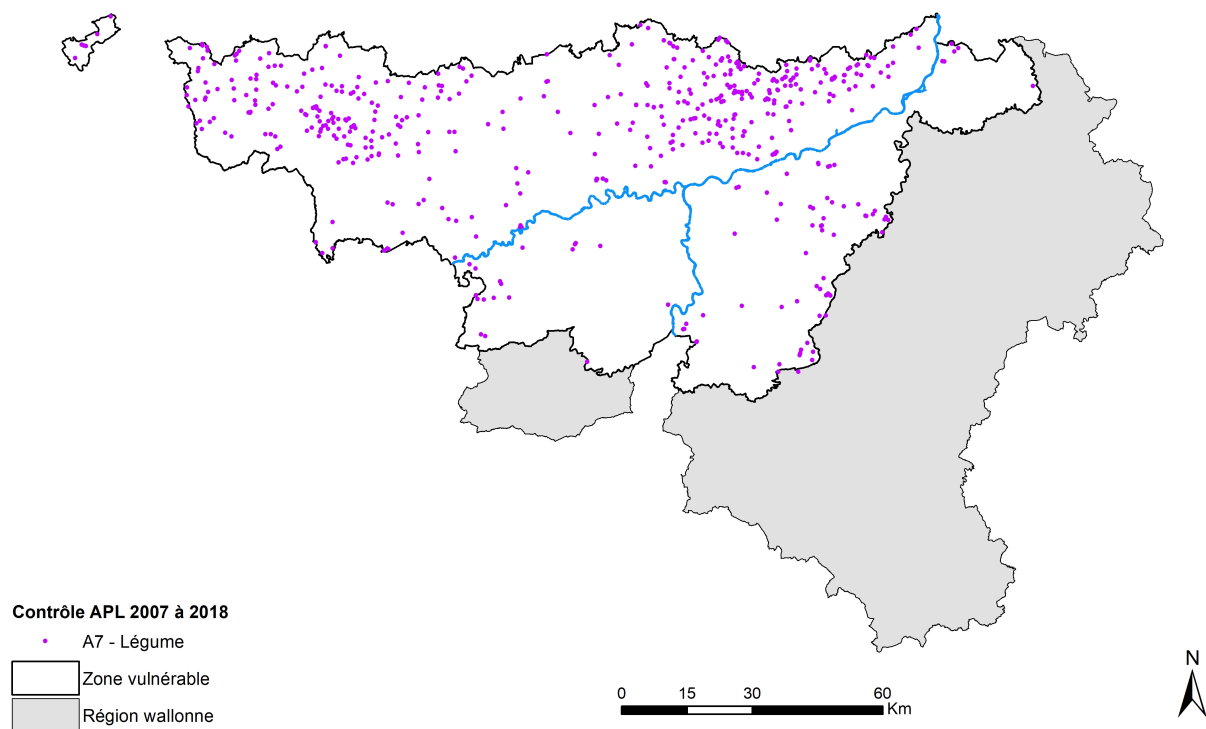 Contrôle APL 2007 à 2018
A7 - Légume
Zone vulnérable
Région wallonne
0 15 30 60
Km
N